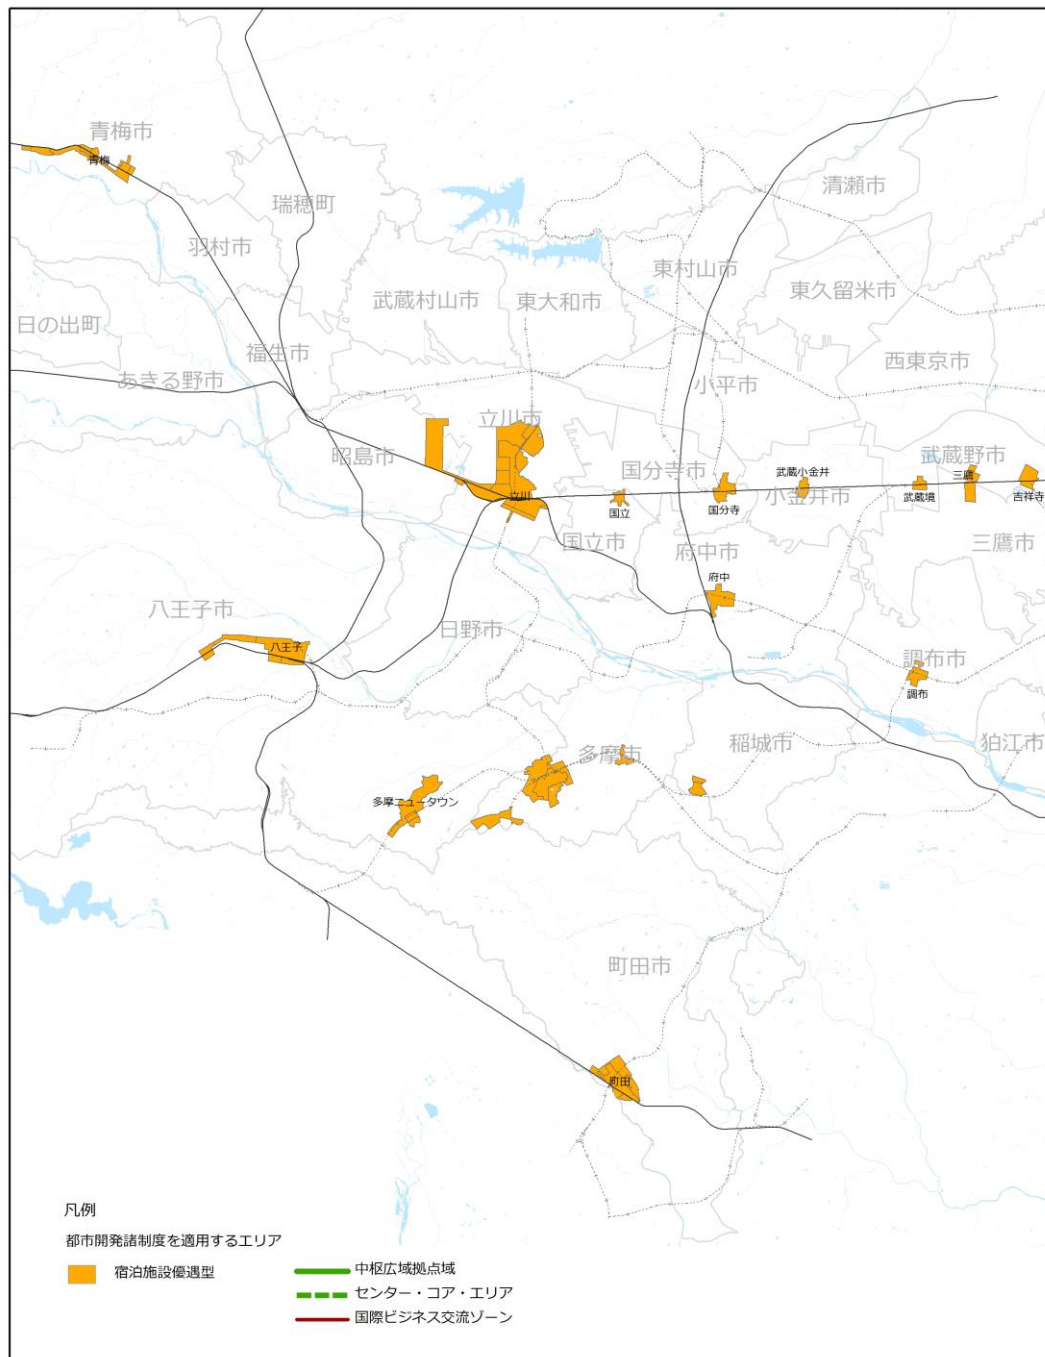 青梅市
青梅
瑞穂町
清瀬市
羽村市
東村山市
東久留米市
武蔵村山市
東大和市
日の出町
福生市
西東京市
あきる野市
小平市
立川市
昭島市
国分寺市
武蔵野市
武蔵小金井
三鷹
立川
国立
国分寺
小金井市
武蔵境
吉祥寺
国立市
府中市
三鷹市
府中
八王子市
日野市
八王子
調布市
調布
多摩市
稲城市
狛江市
多摩ニュータウン
町田市
町田
凡例
都市開発諸制度を適用するエリア
宿泊施設優遇型
中枢広域拠点域
センター・コア・エリア
国際ビジネス交流ゾーン